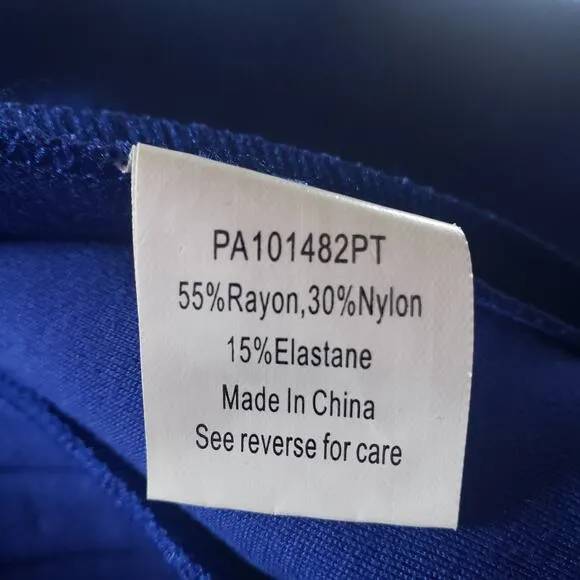 PA101482PT
55%Rayon,30%Nylon
15%Elastane
Made In China
See reverse for care